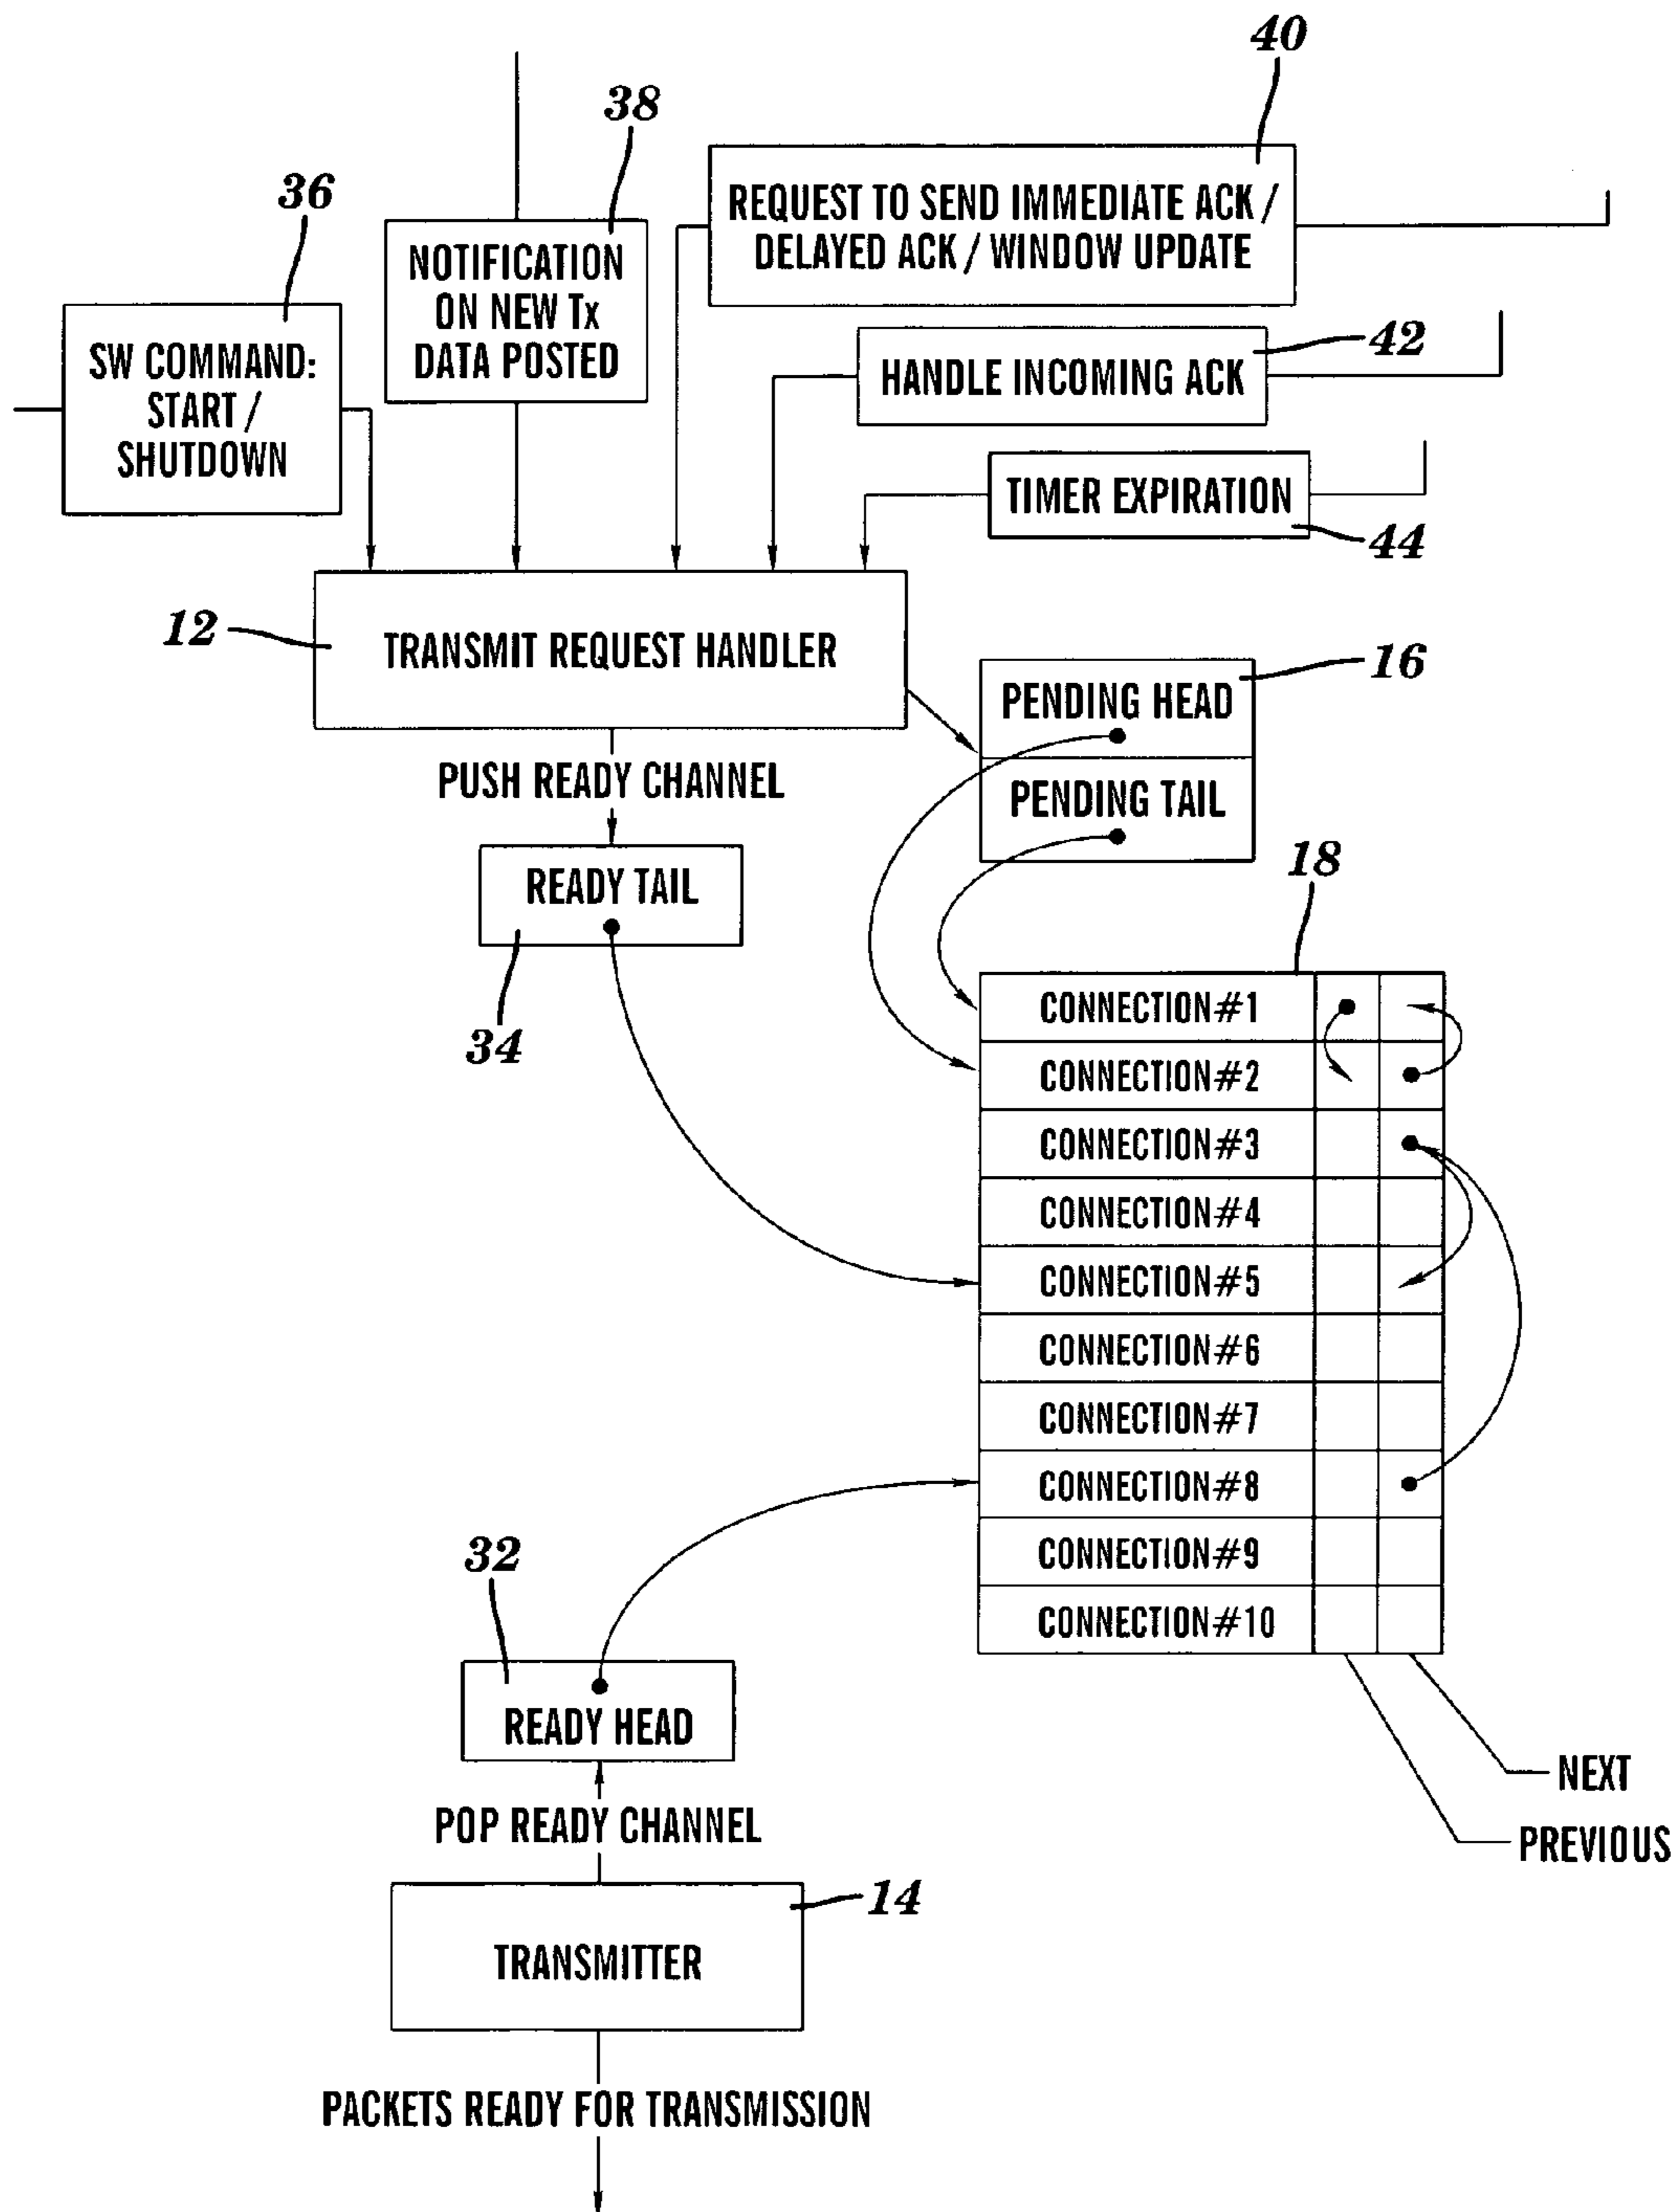 40
38
36
REQUEST TO SEND IMMEDIATE ACK /
DELAYED ACK / WINDOW UPDATE
NOTIFICATION
ON NEW Tx
DATA POSTED
SW COMMAND:
START /
SHUTDOWN
42
HANDLE INCOMING ACK
TIMER EXPIRATION
44
12
TRANSMIT REQUEST HANDLER
16
PENDING HEAD
PENDING TAIL
PUSH READY CHANNEL
READY TAIL
34
18
CONNECTION#1
CONNECTION#2
CONNECTION#3
CONNECTION#4
CONNECTION#5
CONNECTION#6
CONNECTION#7
CONNECTION#8
CONNECTION#9
CONNECTION#10
32
READY HEAD
NEXT
PREVIOUS
POP READY CHANNEL
14
TRANSMITTER
PACKETS READY FOR TRANSMISSION